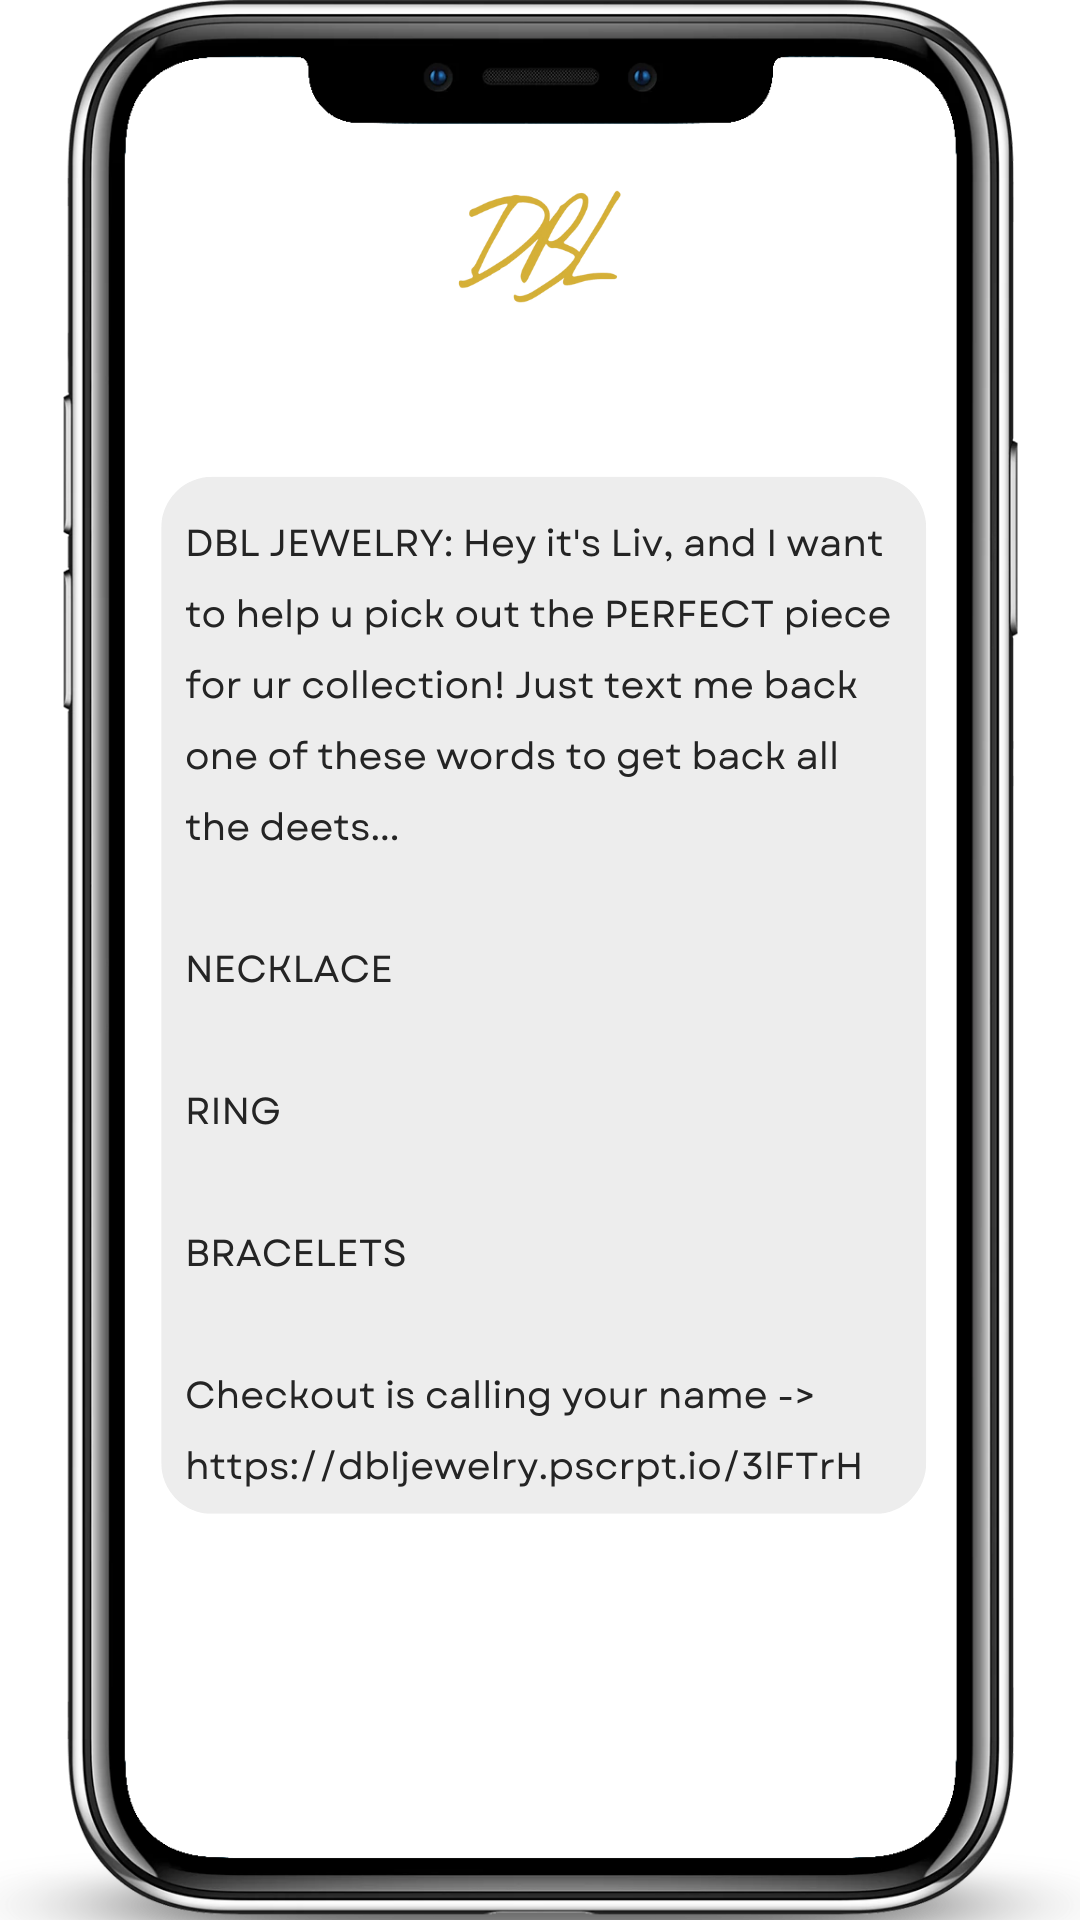 DBL
DBL JEWELRY: Hey it's Liv, and I want
to help u pick out the PERFECT piece
for ur collection! Just text me back
one of these words to get back all
the deets...
NECKLACE
RING
BRACELETS
Checkout is calling your name ->
https://dbljewelry.pscrpt.io/3lFTrH